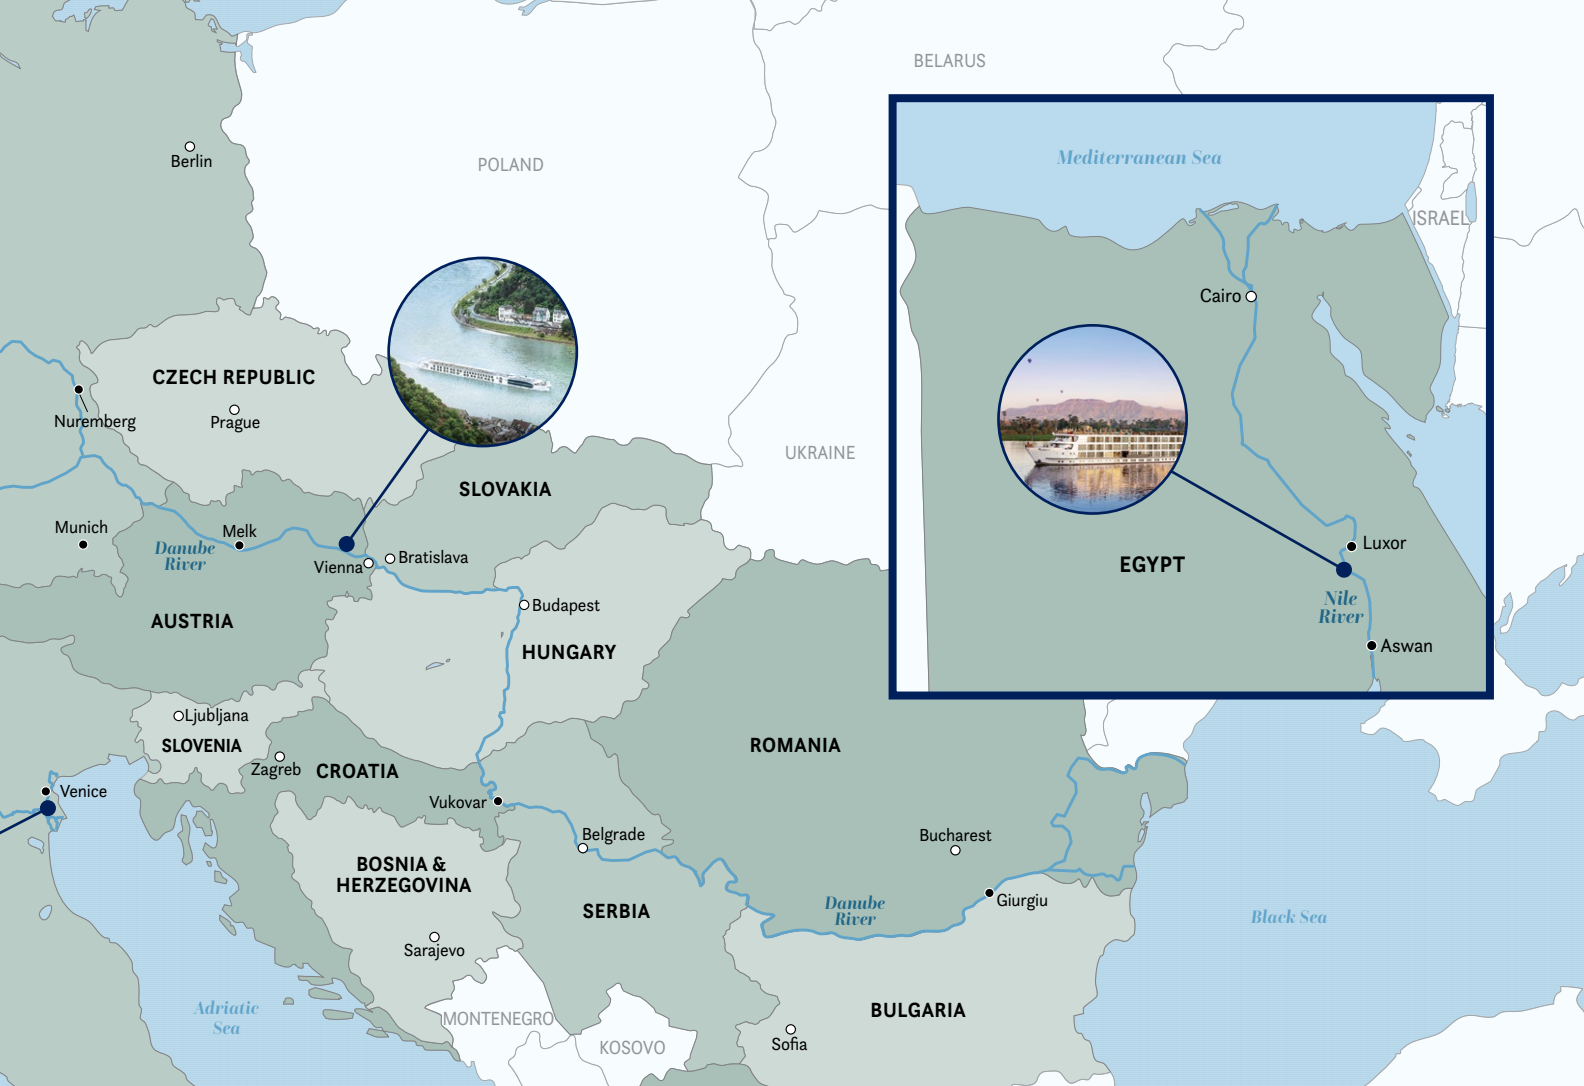 BELARUS
Berlin
POLAND
Mediterranean Sea
ISRAEL
Cairo
CZECH REPUBLIC
Prague
Nuremberg
UKRAINE
SLOVAKIA
Munich
Melk
Danube
River
Vienna
Bratislava
Luxor
EGYPT
Nile
River
Aswan
AUSTRIA
Budapest
HUNGARY
Ljubljana
SLOVENIA
Zagreb
CROATIA
ROMANIA
Venice
Vukovar
Belgrade
Bucharest
BOSNIA &
HERZEGOVINA
SERBIA
Danube
River
Giurgiu
Black Sea
Sarajevo
Adriatic
Sea
MONTENEGRO
KOSOVO
BULGARIA
Sofia